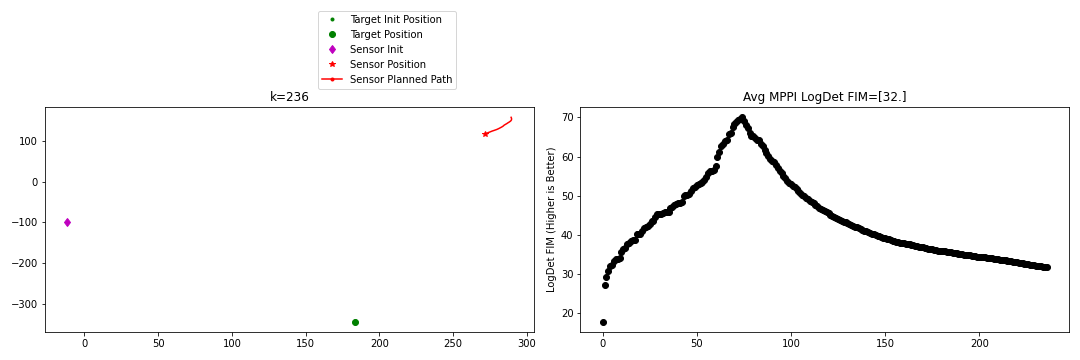 Target Init Position
Target Position
Sensor Init
Sensor Position
Sensor Planned Path
k=236
100
0
−100
−200
−300
0
50
100
150
200
250
300
Avg MPPI LogDet FIM=[32.]
LogDet FIM (Higher is Better)
70
60
50
40
30
20
0
50
100
150
200